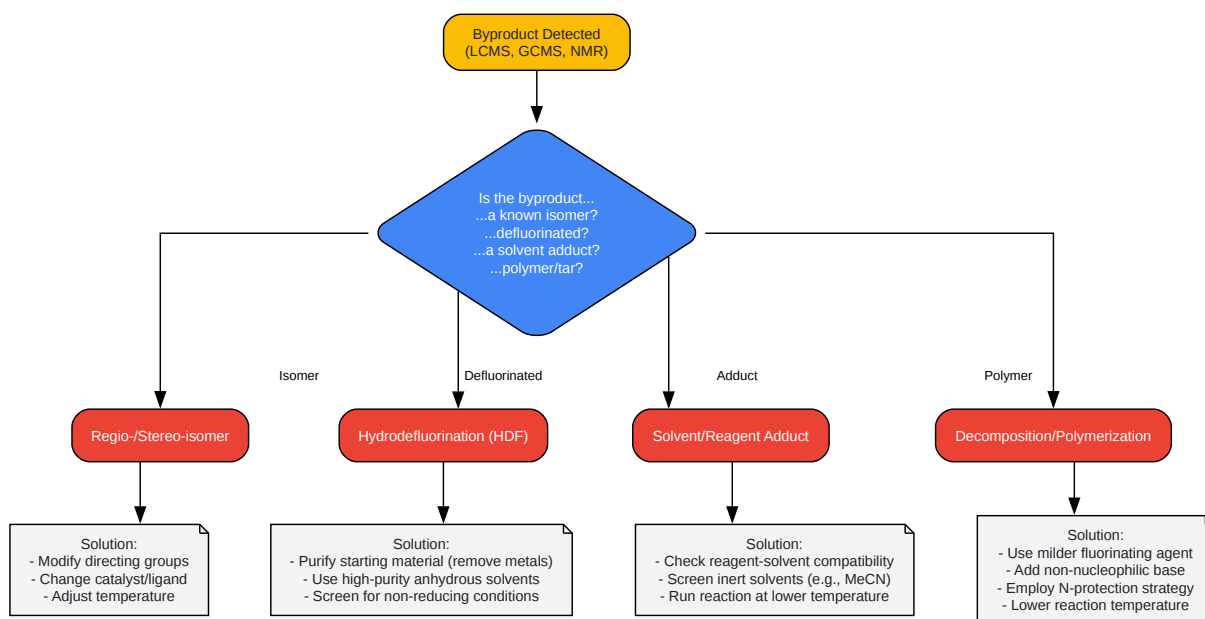 Byproduct Detected
(LCMS, GCMS, NMR)
Is the byproduct...
...a known isomer?
...defluorinated?
...a solvent adduct?
...polymer/tar?
Isomer
Defluorinated
Adduct
Polymer
Regio-/Stereo-isomer
Hydrodefluorination (HDF)
Solvent/Reagent Adduct
Decomposition/Polymerization
Solution:
- Modify directing groups
- Change catalyst/ligand
- Adjust temperature
Solution:
- Purify starting material (remove metals)
- Use high-purity anhydrous solvents
- Screen for non-reducing conditions
Solution:
- Check reagent-solvent compatibility
- Screen inert solvents (e.g., MeCN)
- Run reaction at lower temperature
Solution:
- Use milder fluorinating agent
- Add non-nucleophilic base
- Employ N-protection strategy
- Lower reaction temperature